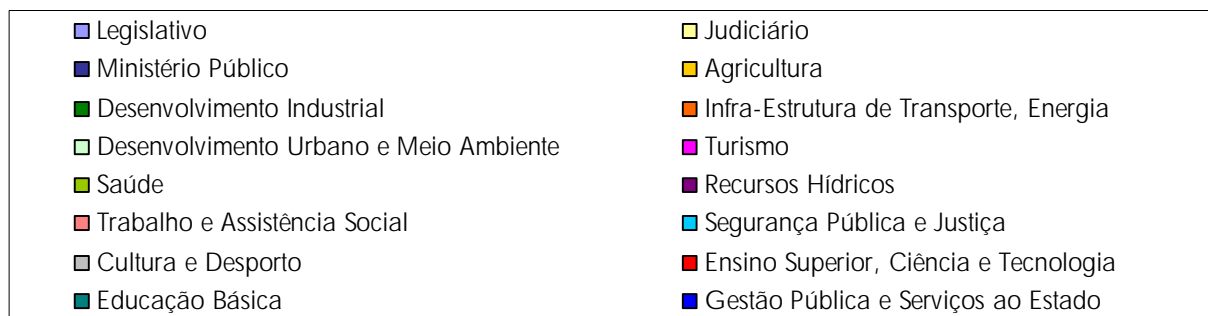 Legislativo
Judiciário
Ministério Público
Agricultura
Desenvolvimento Industrial
Infra-Estrutura de Transporte, Energia
Desenvolvimento Urbano e Meio Ambiente
Turismo
Saúde
Recursos Hídricos
Trabalho e Assistência Social
Segurança Pública e Justiça
Cultura e Desporto
Ensino Superior, Ciência e Tecnologia
Educação Básica
Gestão Pública e Serviços ao Estado